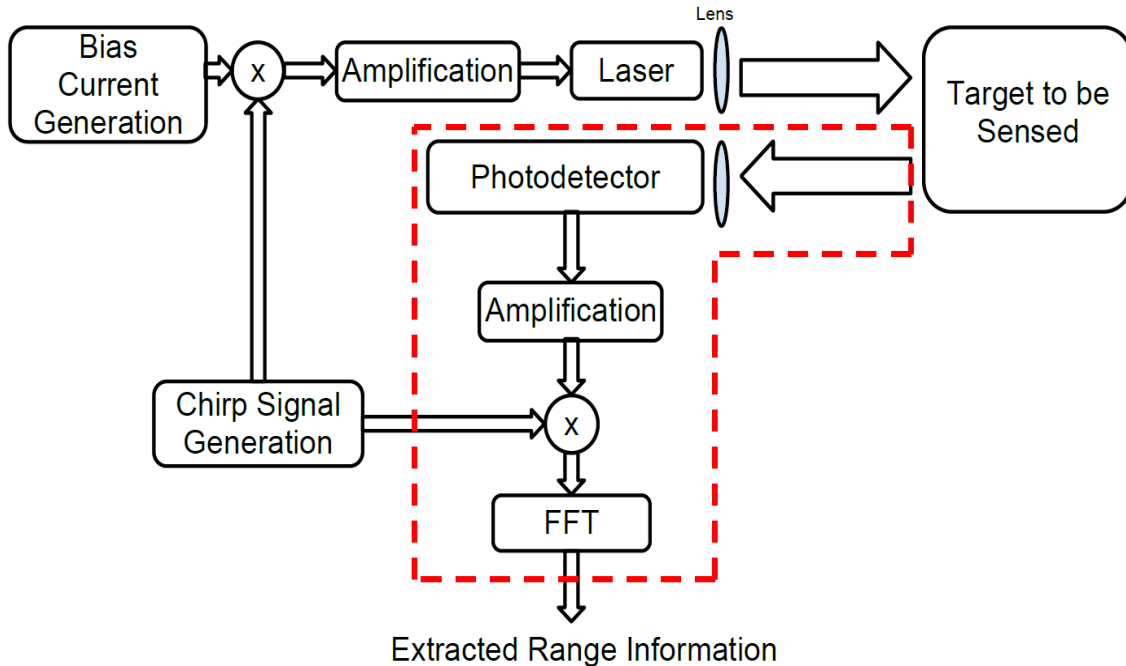 Lens
Bias
Current
Generation
x
Amplification
Laser
Target to be
Sensed
Photodetector
Amplification
Chirp Signal
Generation
x
FFT
Extracted Range Information